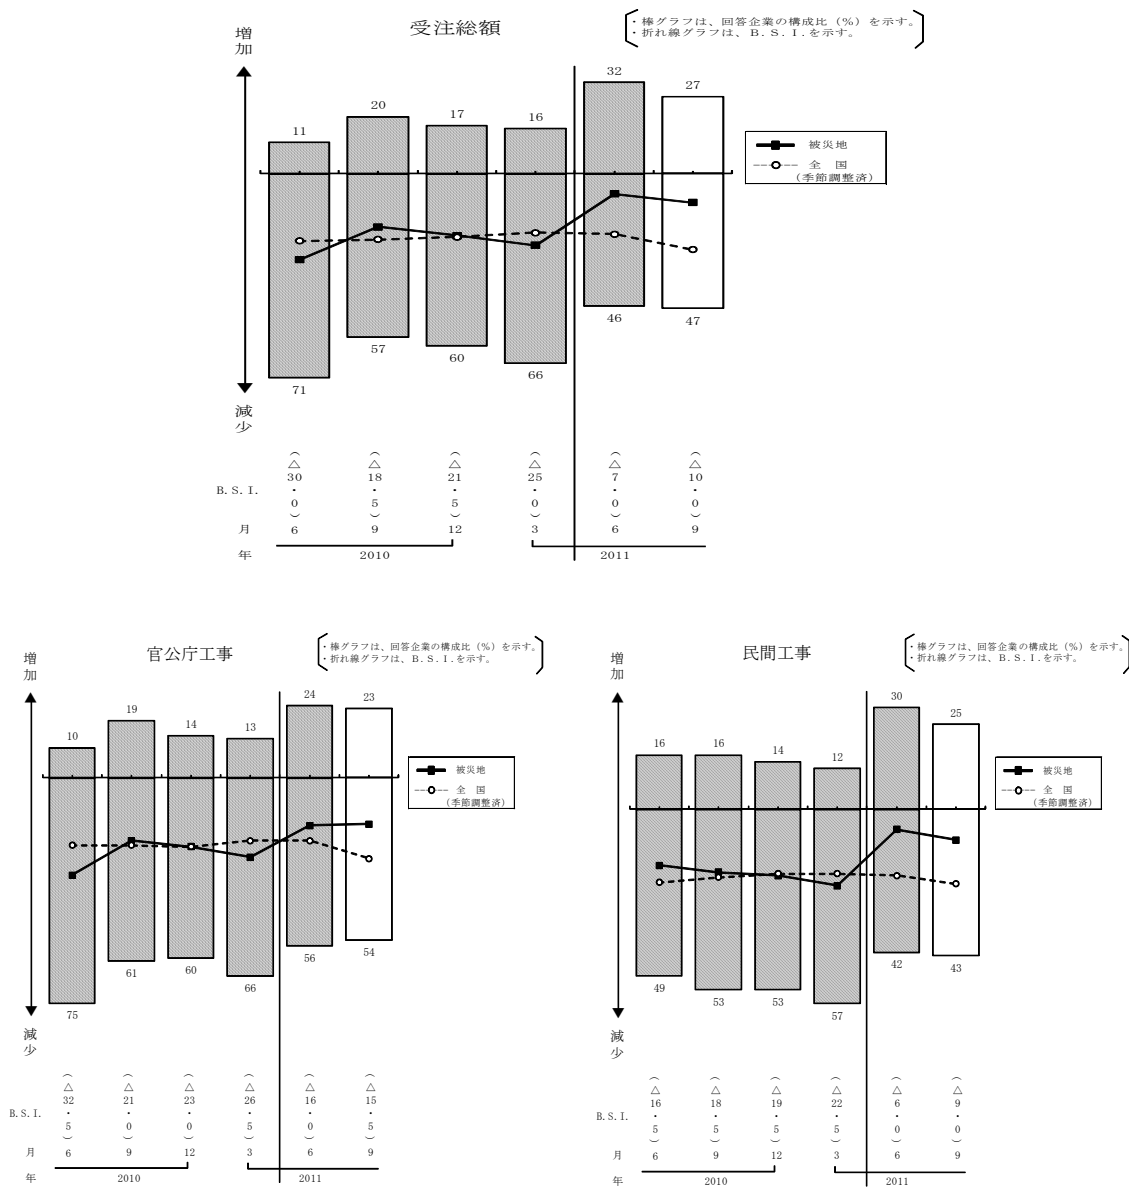 受注総額
・棒グラフは、回答企業の構成比（％）を示す。
・折れ線グラフは、B.S.I.を示す。
増加
32
27
20
17
16
11
被災地
全　国
（季節調整済）
46
47
57
60
66
71
減少
B.S.I.
（△30・0） （△18・5） （△21・5） （△25・0） （△7・0） （△10・0）
月 6 9 12 3 6 9
年 2010 2011
官公庁工事
・棒グラフは、回答企業の構成比（％）を示す。
・折れ線グラフは、B.S.I.を示す。
増加
10 19 14 13 24 23
被災地
全　国
（季節調整済）
75 61 60 66 56 54
減少
B.S.I.
（△32・5） （△21・0） （△23・0） （△26・5） （△16・0） （△15・5）
月 6 9 12 3 6 9
年 2010 2011
民間工事
・棒グラフは、回答企業の構成比（％）を示す。
・折れ線グラフは、B.S.I.を示す。
増加
16 16 14 12 30 25
被災地
全　国
（季節調整済）
49 53 53 57 42 43
減少
B.S.I.
（△16・5） （△18・5） （△19・5） （△22・5） （△6・0） （△9・0）
月 6 9 12 3 6 9
年 2010 2011